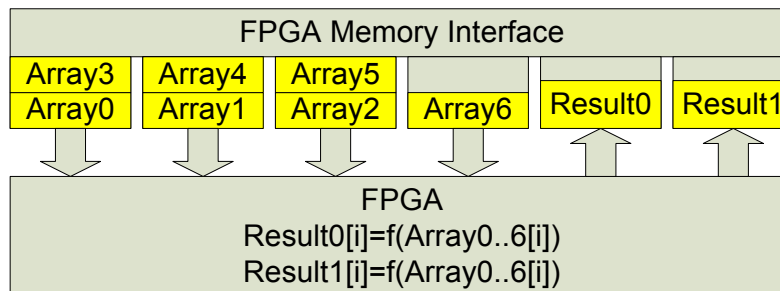 FPGA Memory Interface
Array3 Array4 Array5
Array0 Array1 Array2 Array6 Result0 Result1
FPGA
Result0[i]=f(Array0..6[i])
Result1[i]=f(Array0..6[i])